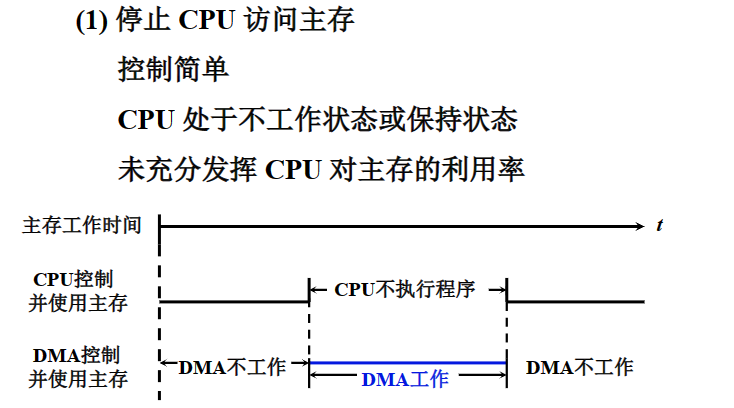 (1) 停止 CPU 访问主存
控制简单
CPU 处于不工作状态或保持状态
未充分发挥 CPU 对主存的利用率
主存工作时间
t
CPU控制
并使用主存
CPU不执行程序
DMA控制
并使用主存
DMA不工作
DMA工作
DMA不工作